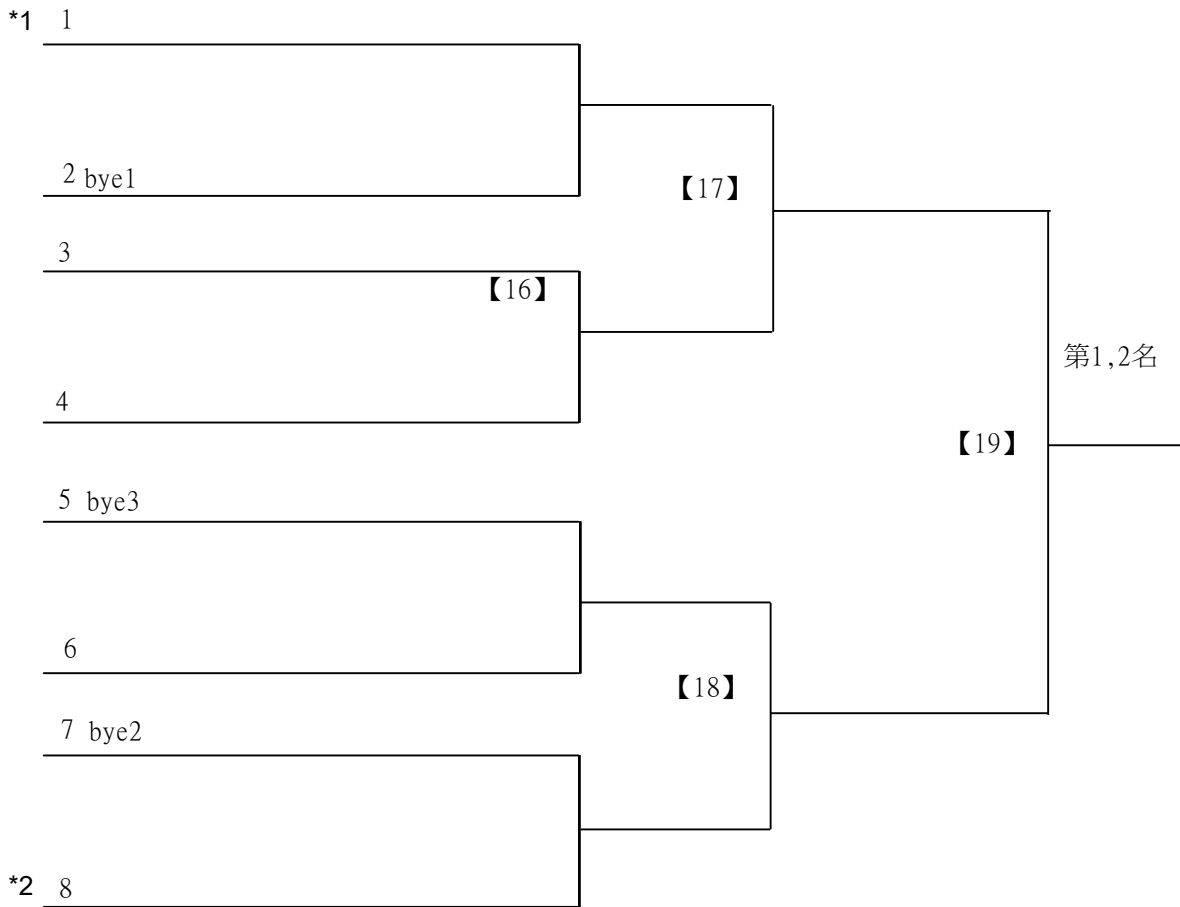 *1 1
2 bye1
【17】
3
【16】
第1,2名
4
【19】
5 bye3
6
【18】
7 bye2
*2 8